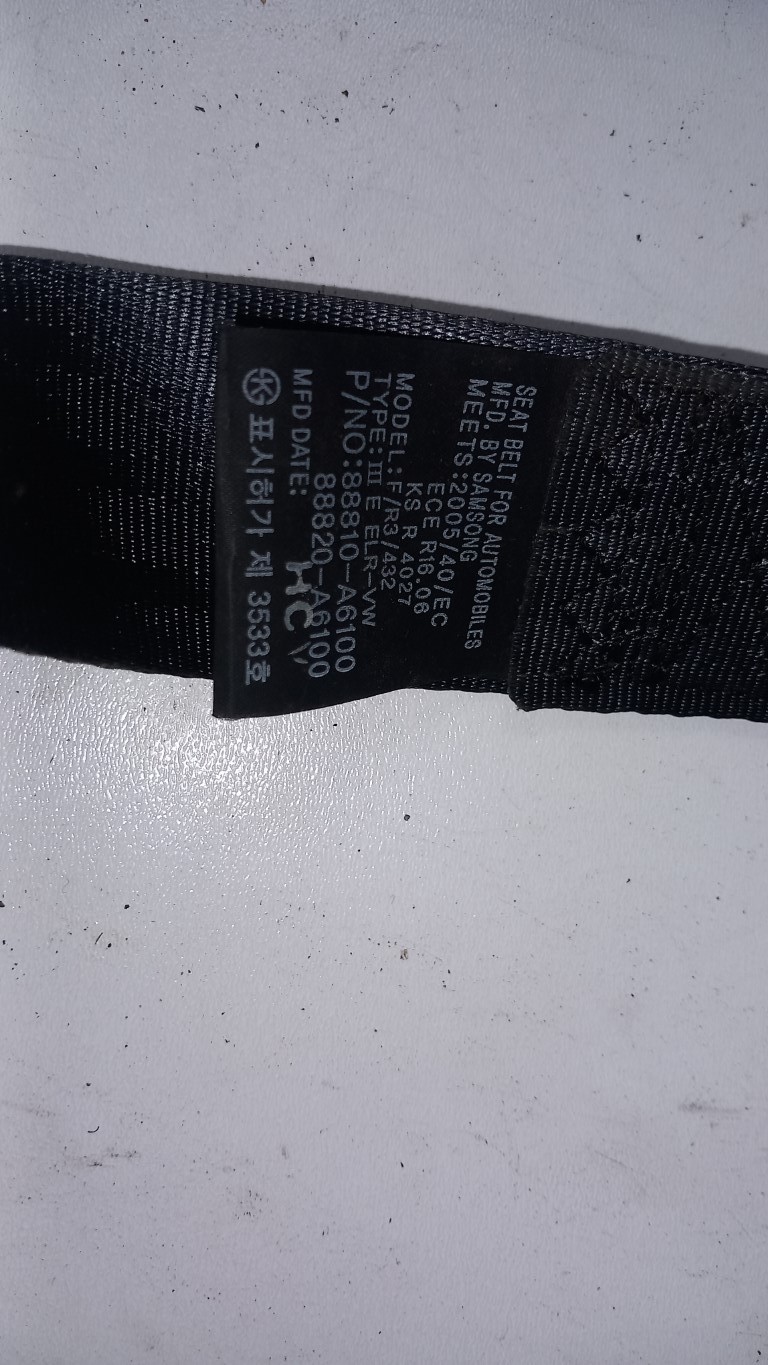 SEAT BELT FOR AUTOMOBILES
MFD. BY SAMSONG
MEETS:2005/40/EC
ECE R16.06
KS R 4027
MODEL:F/R3/432
TYPE:III E ELR-VW
P/NO:88810-A6100
88820-A6100
MFD DATE:
HC
표시허가 제 3533호